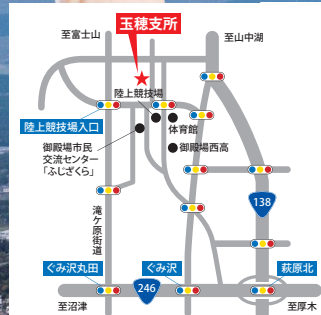 玉穂支所
至富士山
至山中湖
陸上競技場
陸上競技場入口
体育館
御殿場市民
交流センター
「ふじざくら」
御殿場西高
滝ケ原街道
138
ぐみ沢丸田
ぐみ沢
萩原北
246
至沼津
至厚木